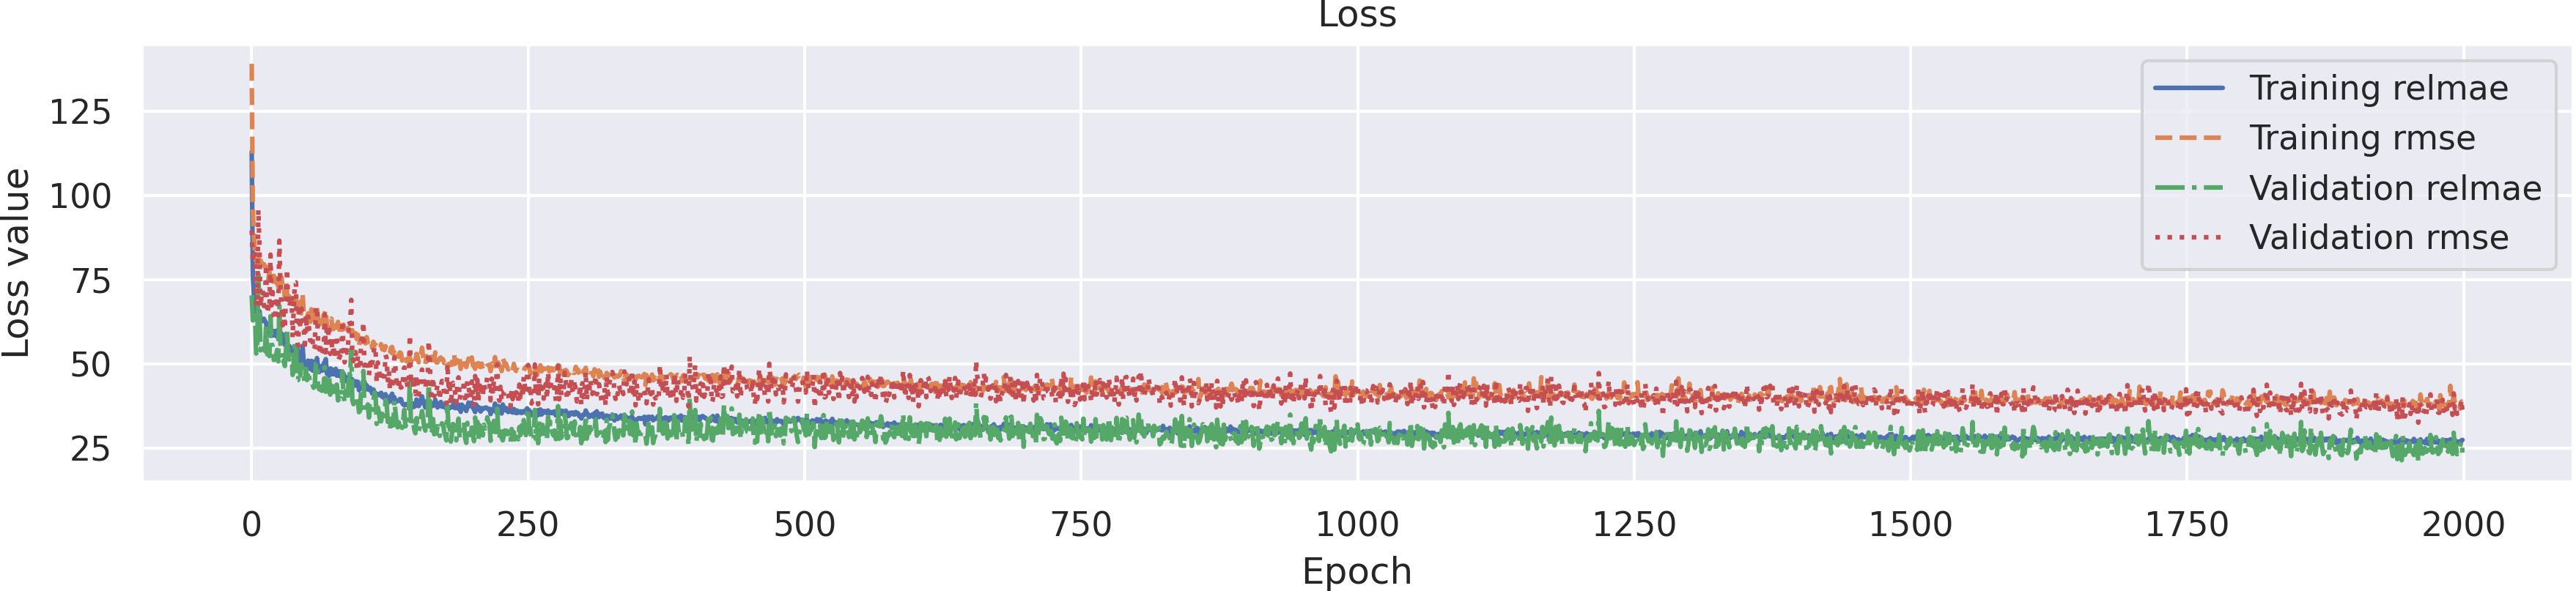 Loss
Loss value
125
100
75
50
25
Training relmae
Training rmse
Validation relmae
Validation rmse
0 250 500 750 1000 1250 1500 1750 2000
Epoch